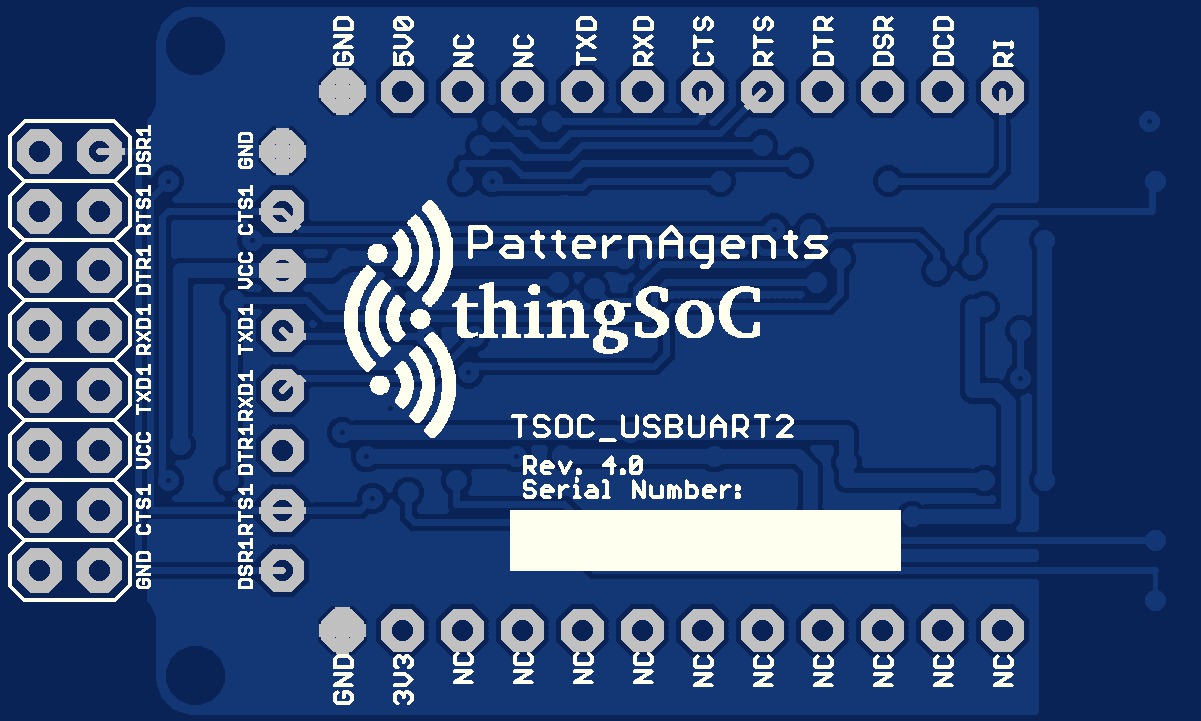 GND 5V0 NC NC TXD RXD CTS RTS DTR DSR DCD RI
DSR1
RTS1
DTR1
RXD1
TXD1
VCC
CTS1
GND
GND
CTS1
VCC
TXD1
RXD1
DTR1
RTS1
DSR1
PatternAgents
thingSoC
TSOC_USBUART2
Rev. 4.0
Serial Number:
GND 3V3 NC NC NC NC NC NC NC NC NC NC